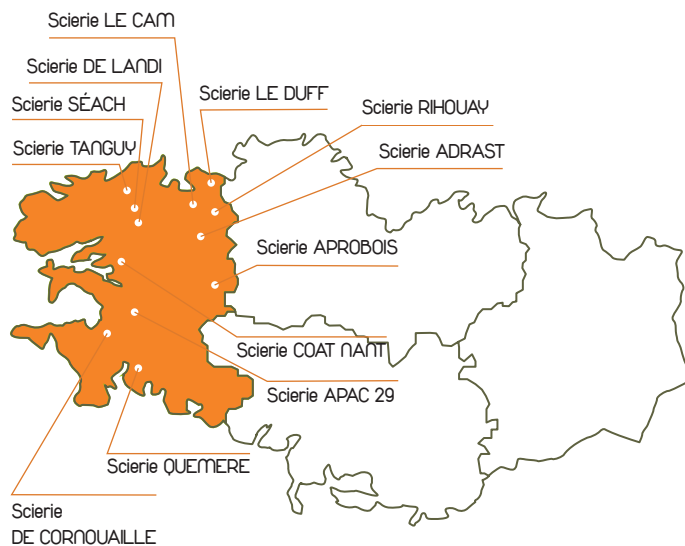 Scierie LE CAM
Scierie DE LANDI
Scierie LE DUFF
Scierie SÉACH
Scierie RIHOUAY
Scierie TANGUY
Scierie ADRAST
Scierie APROBOIS
Scierie COAT NANT
Scierie APAC 29
Scierie QUEMERE
Scierie
DE CORNOUAILLE